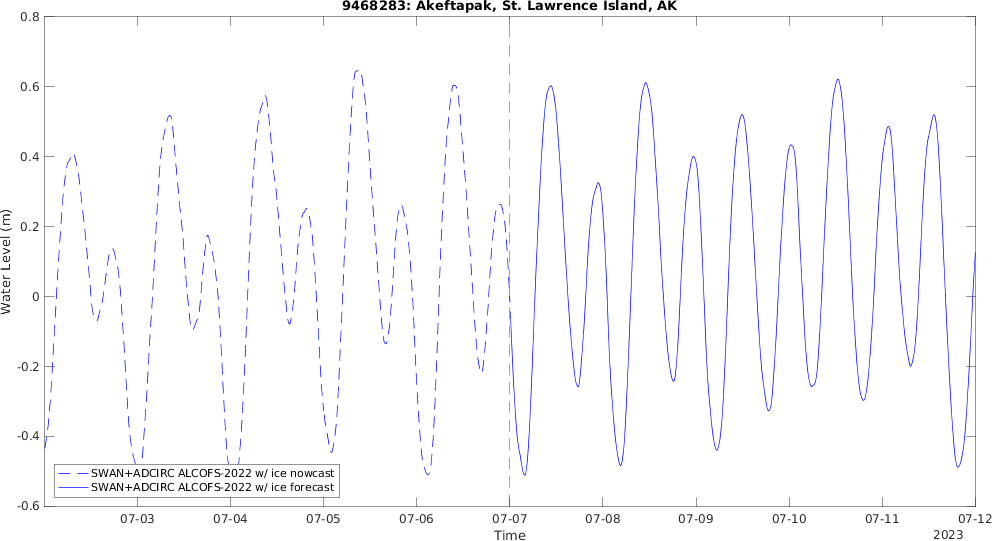 9468283: Akeftapak, St. Lawrence Island, AK
0.8
0.6
0.4
0.2
0
-0.2
-0.4
-0.6
Water Level (m)
SWAN+ADCIRC ALCOFS-2022 w/ ice nowcast
SWAN+ADCIRC ALCOFS-2022 w/ ice forecast
07-03 07-04 07-05 07-06 07-07 07-08 07-09 07-10 07-11 07-12
Time
2023